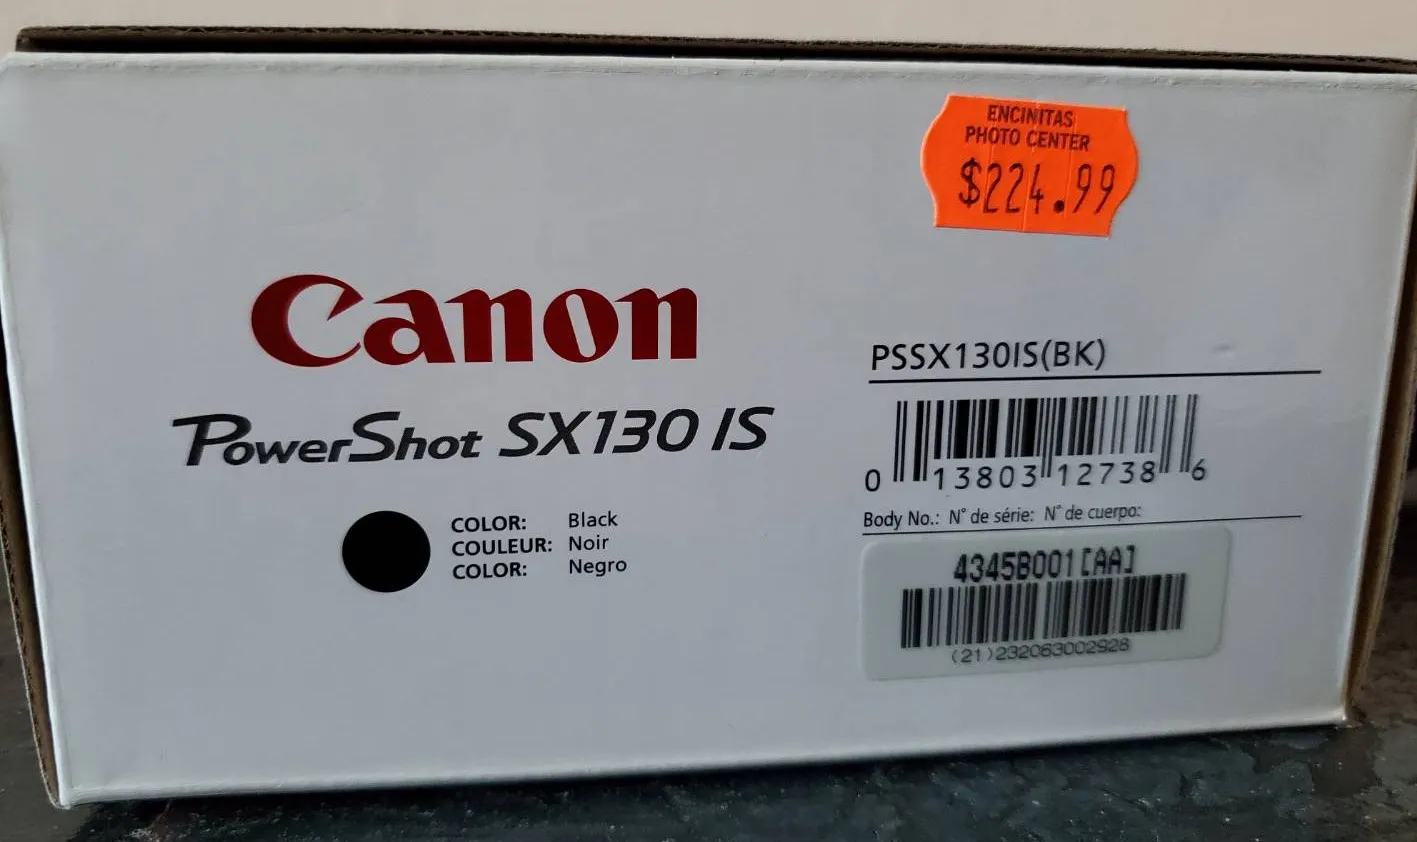 ENCINITAS
PHOTO CENTER
$224.99
Canon
PowerShot SX130 IS
COLOR: Black
COULEUR: Noir
COLOR: Negro
PSSX130IS(BK)
0 13803 12738 6
Body No.: N° de série: N° de cuerpo:
4345B001[AA]
(21)232063002928